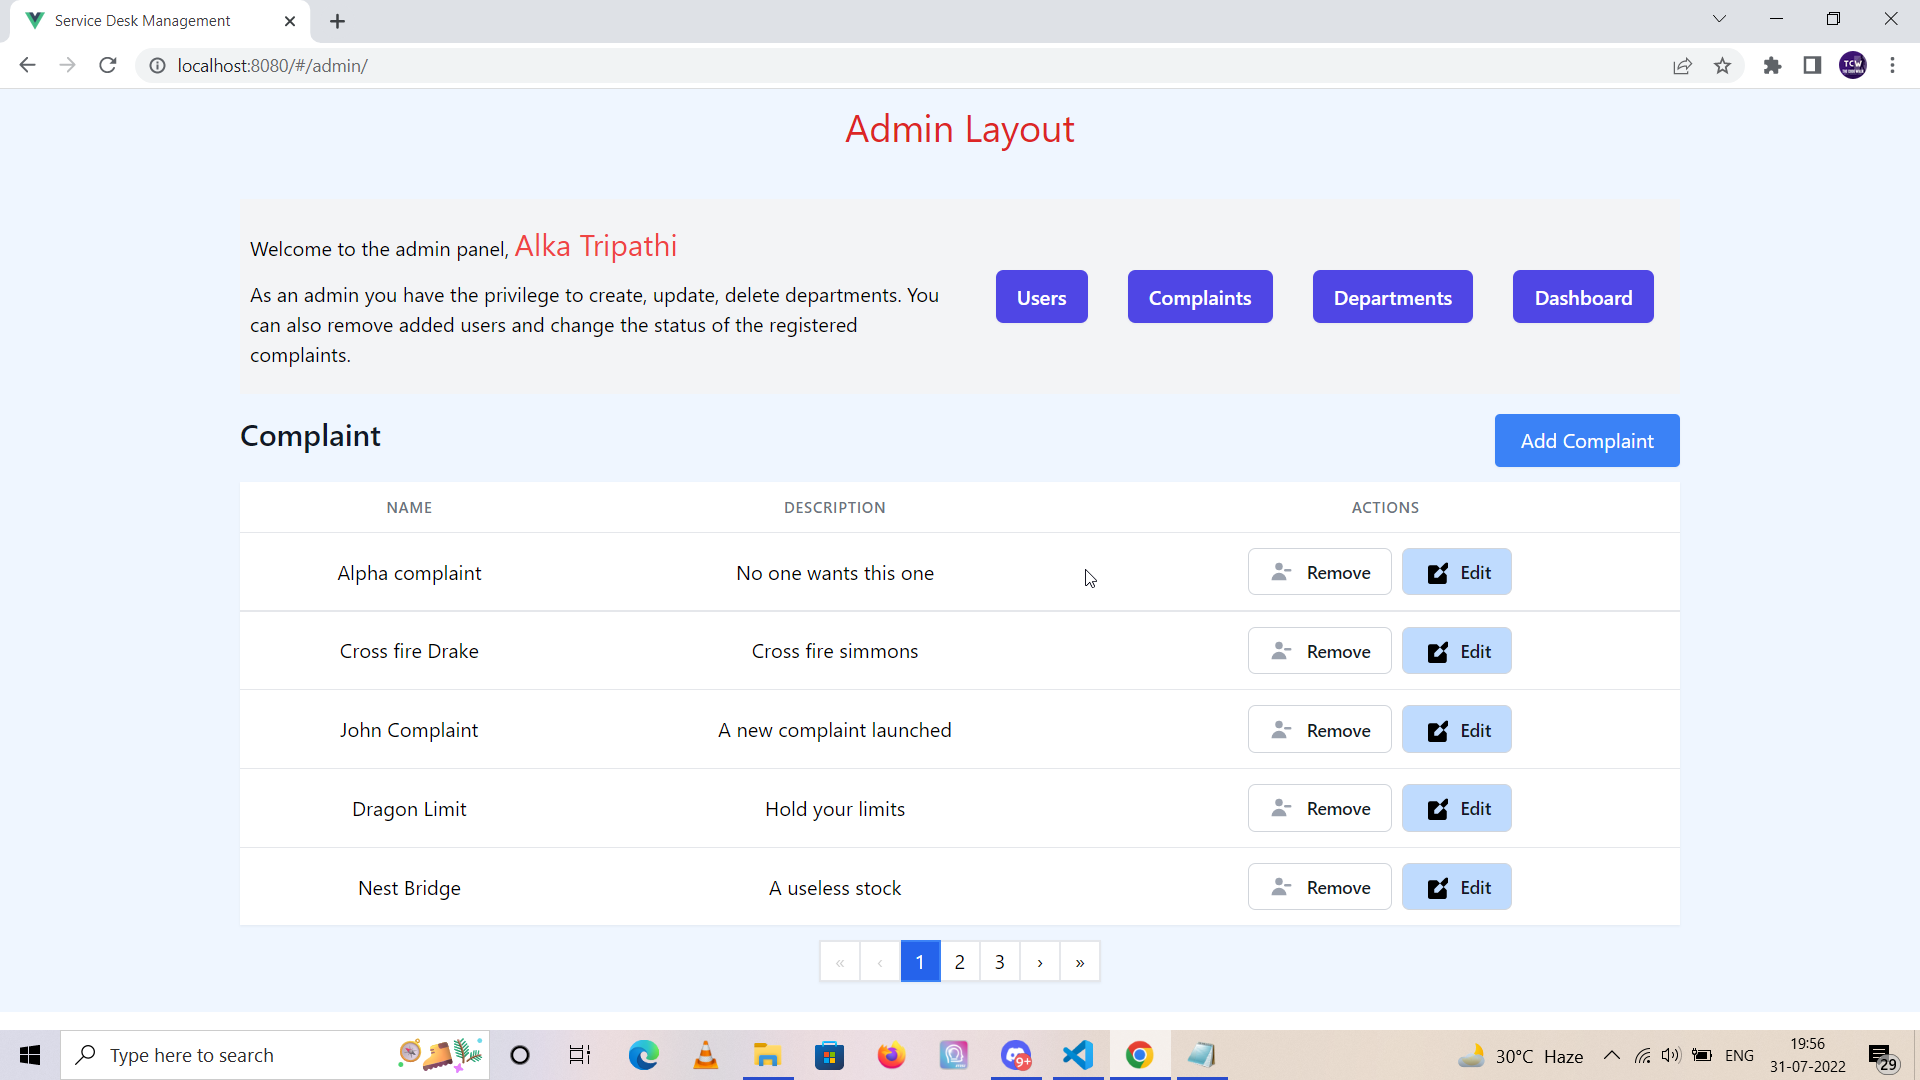 Service Desk Management
localhost:8080/#/admin/
TCW
Admin Layout
Welcome to the admin panel, Alka Tripathi
As an admin you have the privilege to create, update, delete departments. You
can also remove added users and change the status of the registered
complaints.
Users
Complaints
Departments
Dashboard
Complaint
Add Complaint
NAME DESCRIPTION ACTIONS
Alpha complaint No one wants this one Remove Edit
Cross fire Drake Cross fire simmons Remove Edit
John Complaint A new complaint launched Remove Edit
Dragon Limit Hold your limits Remove Edit
Nest Bridge A useless stock Remove Edit
« ‹ 1 2 3 › »
Type here to search
9+
30°C Haze
ENG
19:56
31-07-2022
29